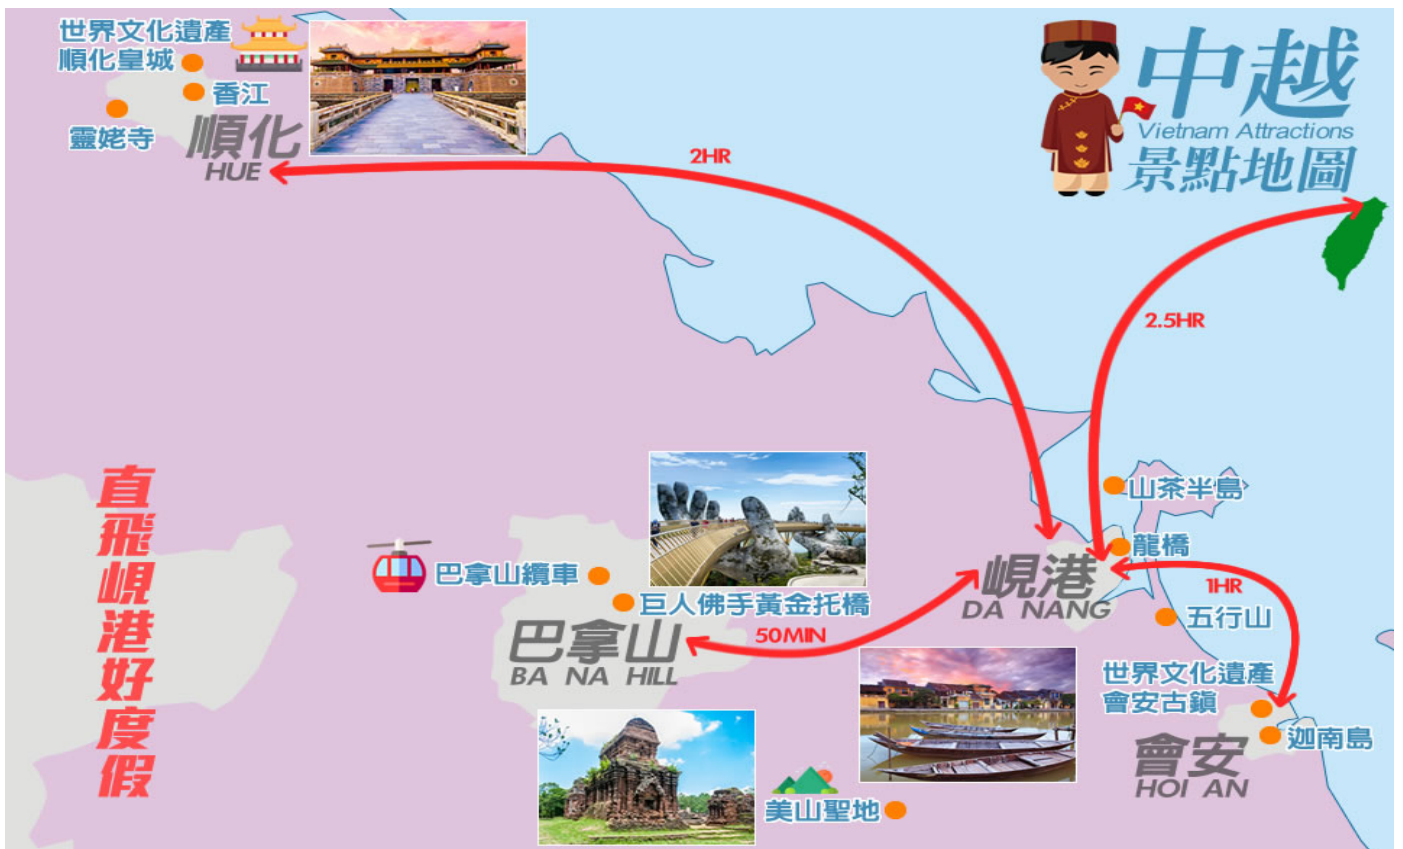 世界文化遺產
順化皇城
香江
靈姥寺
順化
HUE
2HR
中越
Vietnam Attractions
景點地圖
2.5HR
直飛峴港好度假
山茶半島
龍橋
峴港
DA NANG
1HR
五行山
巴拿山纜車
巨人佛手黃金托橋
巴拿山
BA NA HILL
50MIN
世界文化遺產
會安古鎮
迦南島
會安
HOI AN
美山聖地